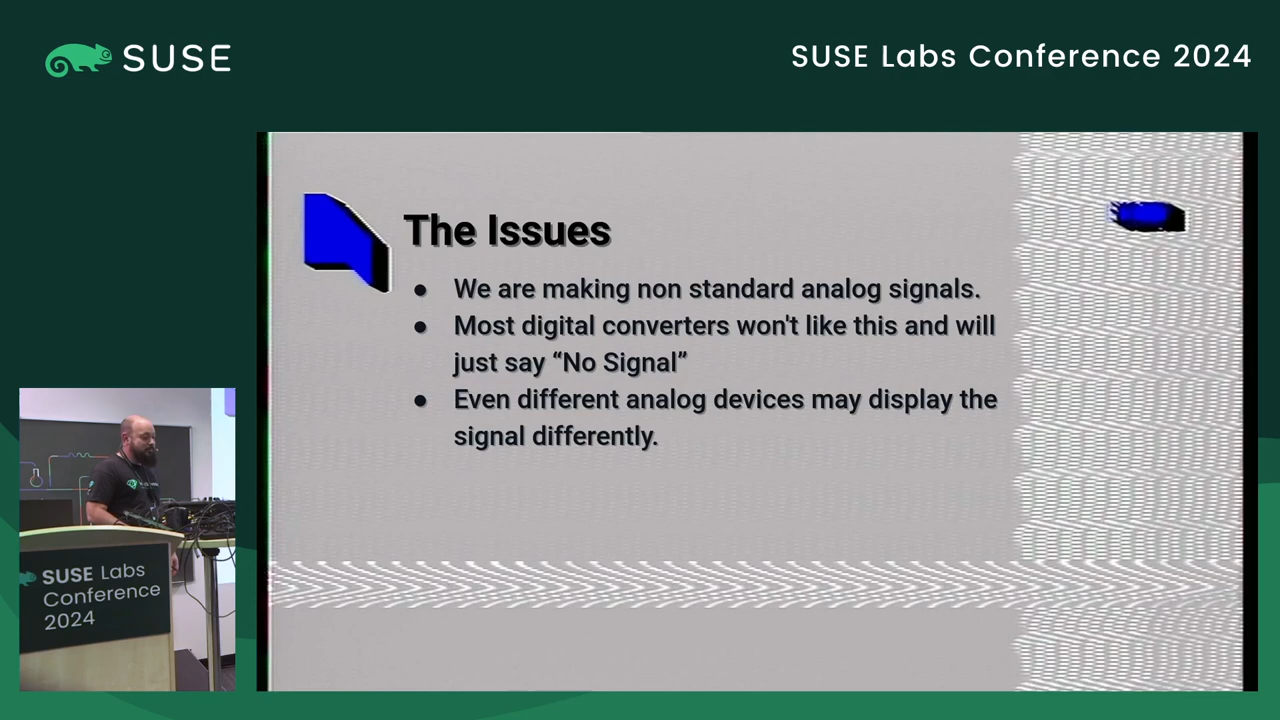 SUSE
SUSE Labs Conference 2024
The Issues
● We are making non standard analog signals.
● Most digital converters won't like this and will
just say “No Signal”
● Even different analog devices may display the
signal differently.
SUSE Labs
Conference
2024